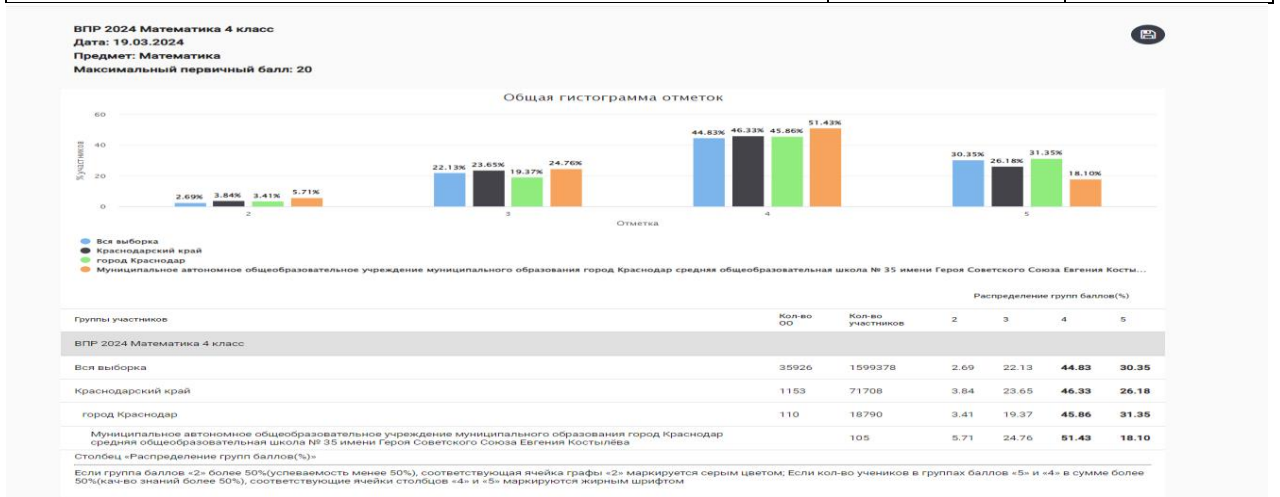 ВПР 2024 Математика 4 класс
Дата: 19.03.2024
Предмет: Математика
Максимальный первичный балл: 20
Общая гистограмма отметок
% участников
60
40
20
0
2.69% 3.84% 3.41% 5.71%
22.13% 23.65% 19.37% 24.76%
44.83% 46.33% 45.86% 51.43%
30.35% 26.18% 31.35% 18.10%
2 3 4 5
Отметка
Вся выборка
Краснодарский край
город Краснодар
Муниципальное автономное общеобразовательное учреждение муниципального образования город Краснодар средняя общеобразовательная школа № 35 имени Героя Советского Союза Евгения Косты...
Распределение групп баллов(%)
Группы участников Кол-во ОО Кол-во участников 2 3 4 5
ВПР 2024 Математика 4 класс
Вся выборка 35926 1599378 2.69 22.13 44.83 30.35
Краснодарский край 1153 71708 3.84 23.65 46.33 26.18
город Краснодар 110 18790 3.41 19.37 45.86 31.35
Муниципальное автономное общеобразовательное учреждение муниципального образования город Краснодар
средняя общеобразовательная школа № 35 имени Героя Советского Союза Евгения Костылёва 105 5.71 24.76 51.43 18.10
Столбец «Распределение групп баллов(%)»
Если группа баллов «2» более 50%(успеваемость менее 50%), соответствующая ячейка графы «2» маркируется серым цветом; Если кол-во учеников в группах баллов «5» и «4» в сумме более
50%(кач-во знаний более 50%), соответствующие ячейки столбцов «4» и «5» маркируются жирным шрифтом